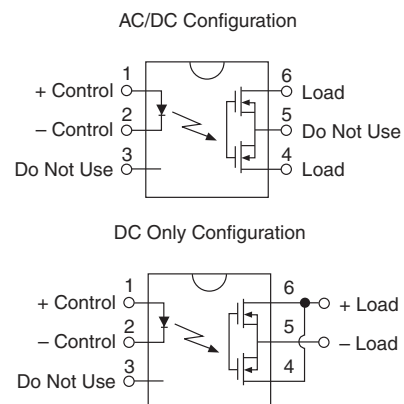 AC/DC Configuration
1
6
+ Control
Load
2
5
– Control
Do Not Use
3
4
Do Not Use
Load
DC Only Configuration
1
6
+ Control
+ Load
2
5
– Control
– Load
3
4
Do Not Use